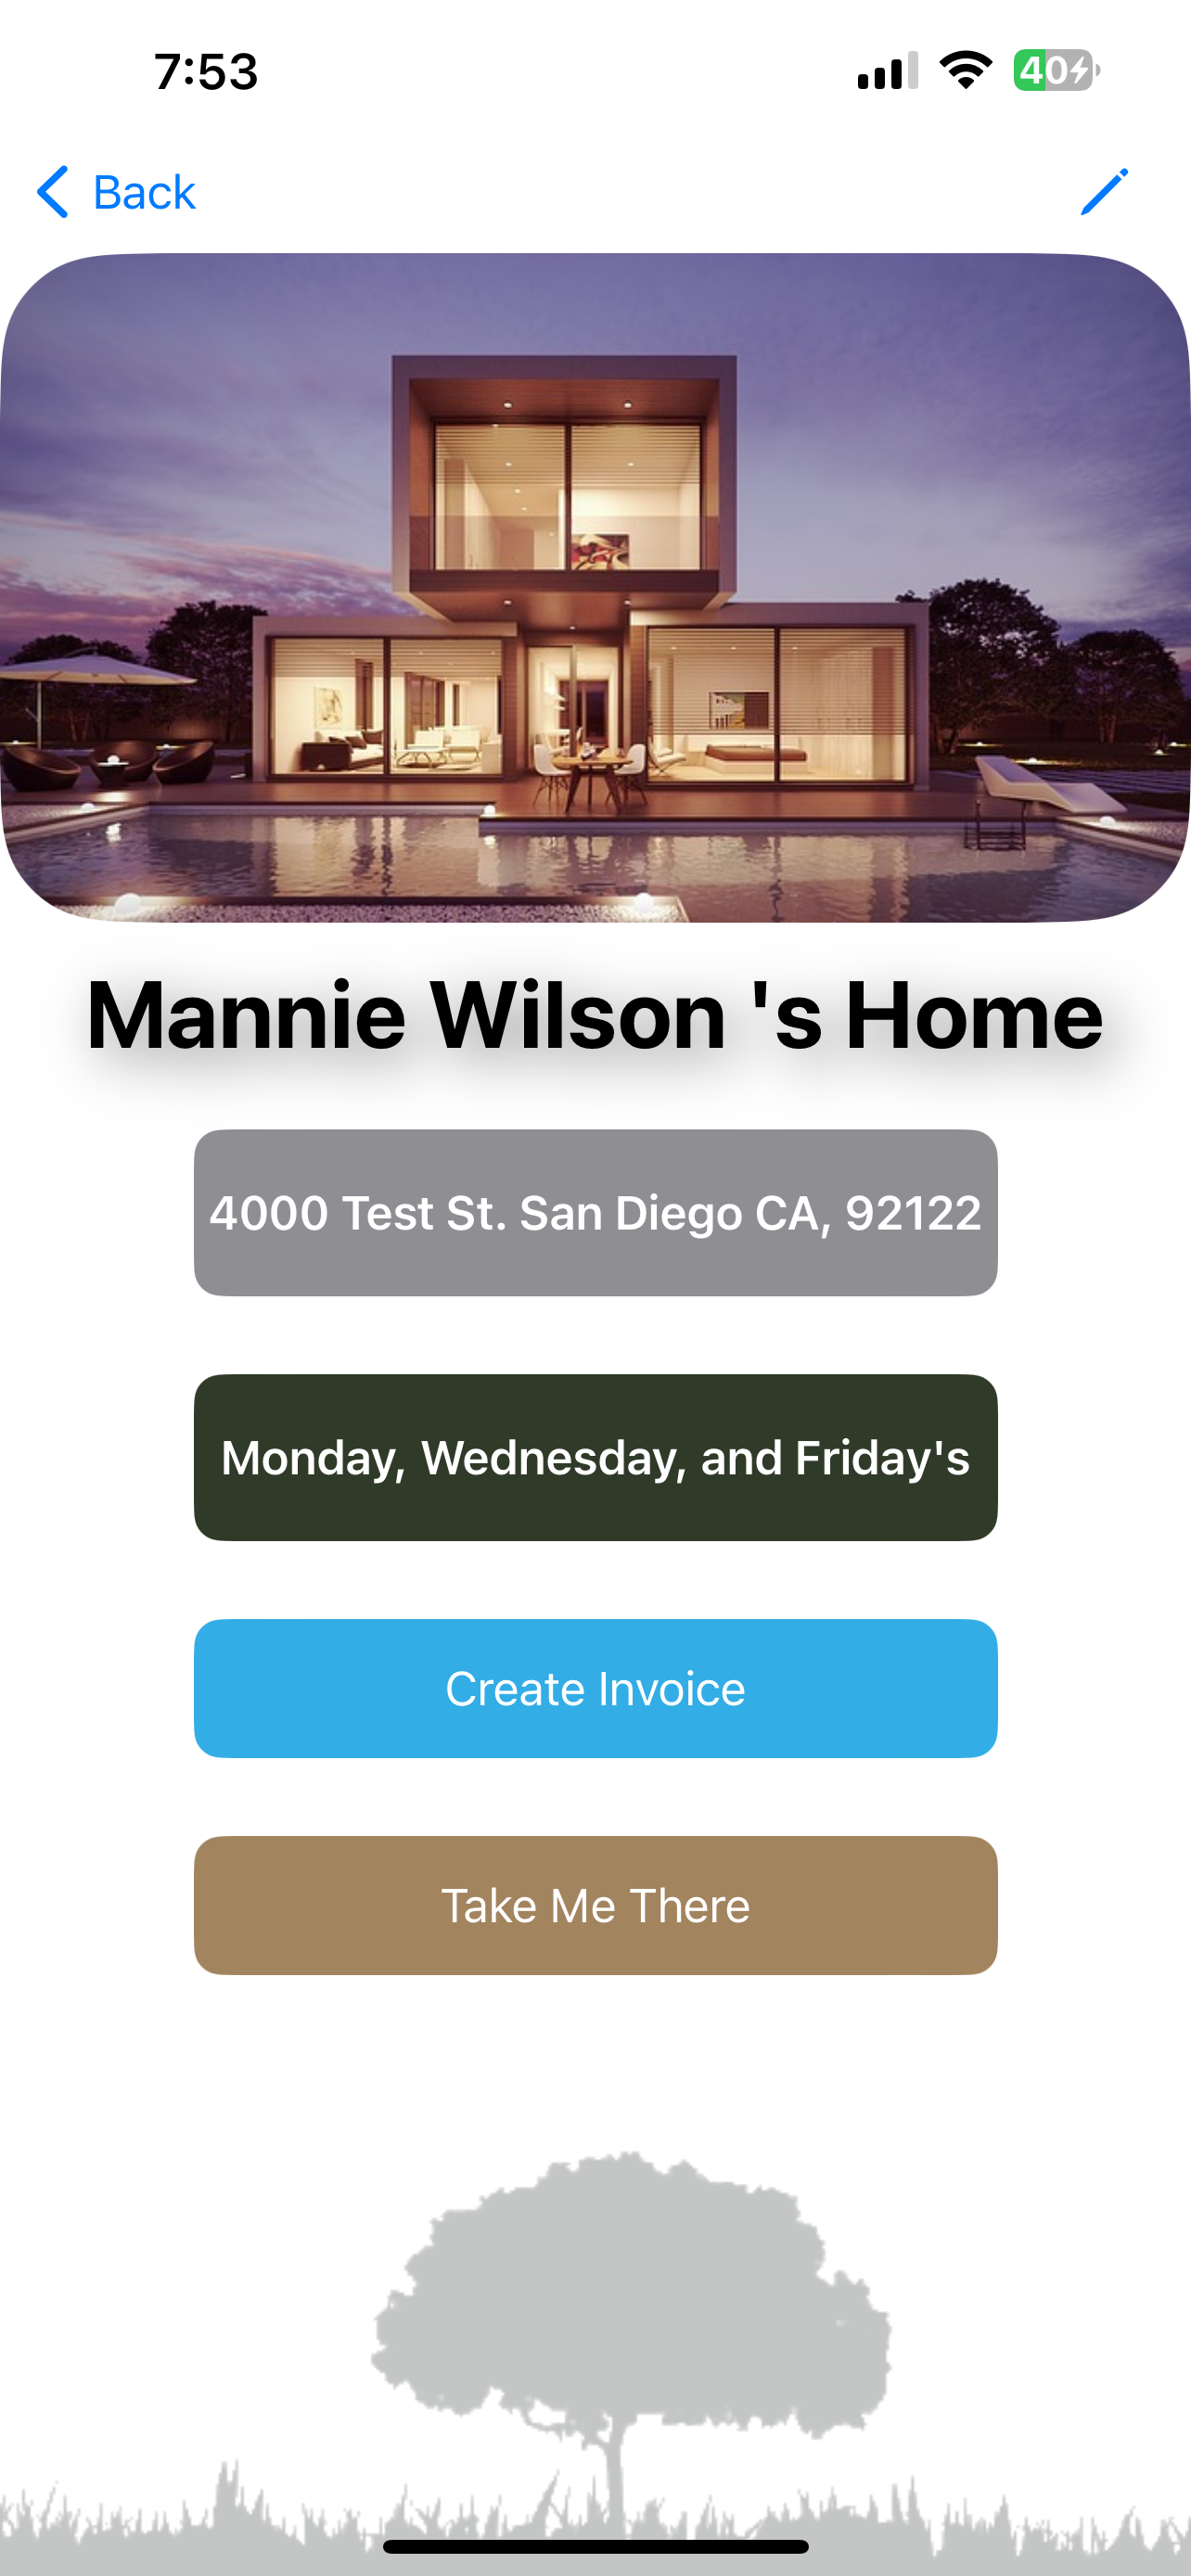 7:53
40
Back
Mannie Wilson 's Home
4000 Test St. San Diego CA, 92122
Monday, Wednesday, and Friday's
Create Invoice
Take Me There